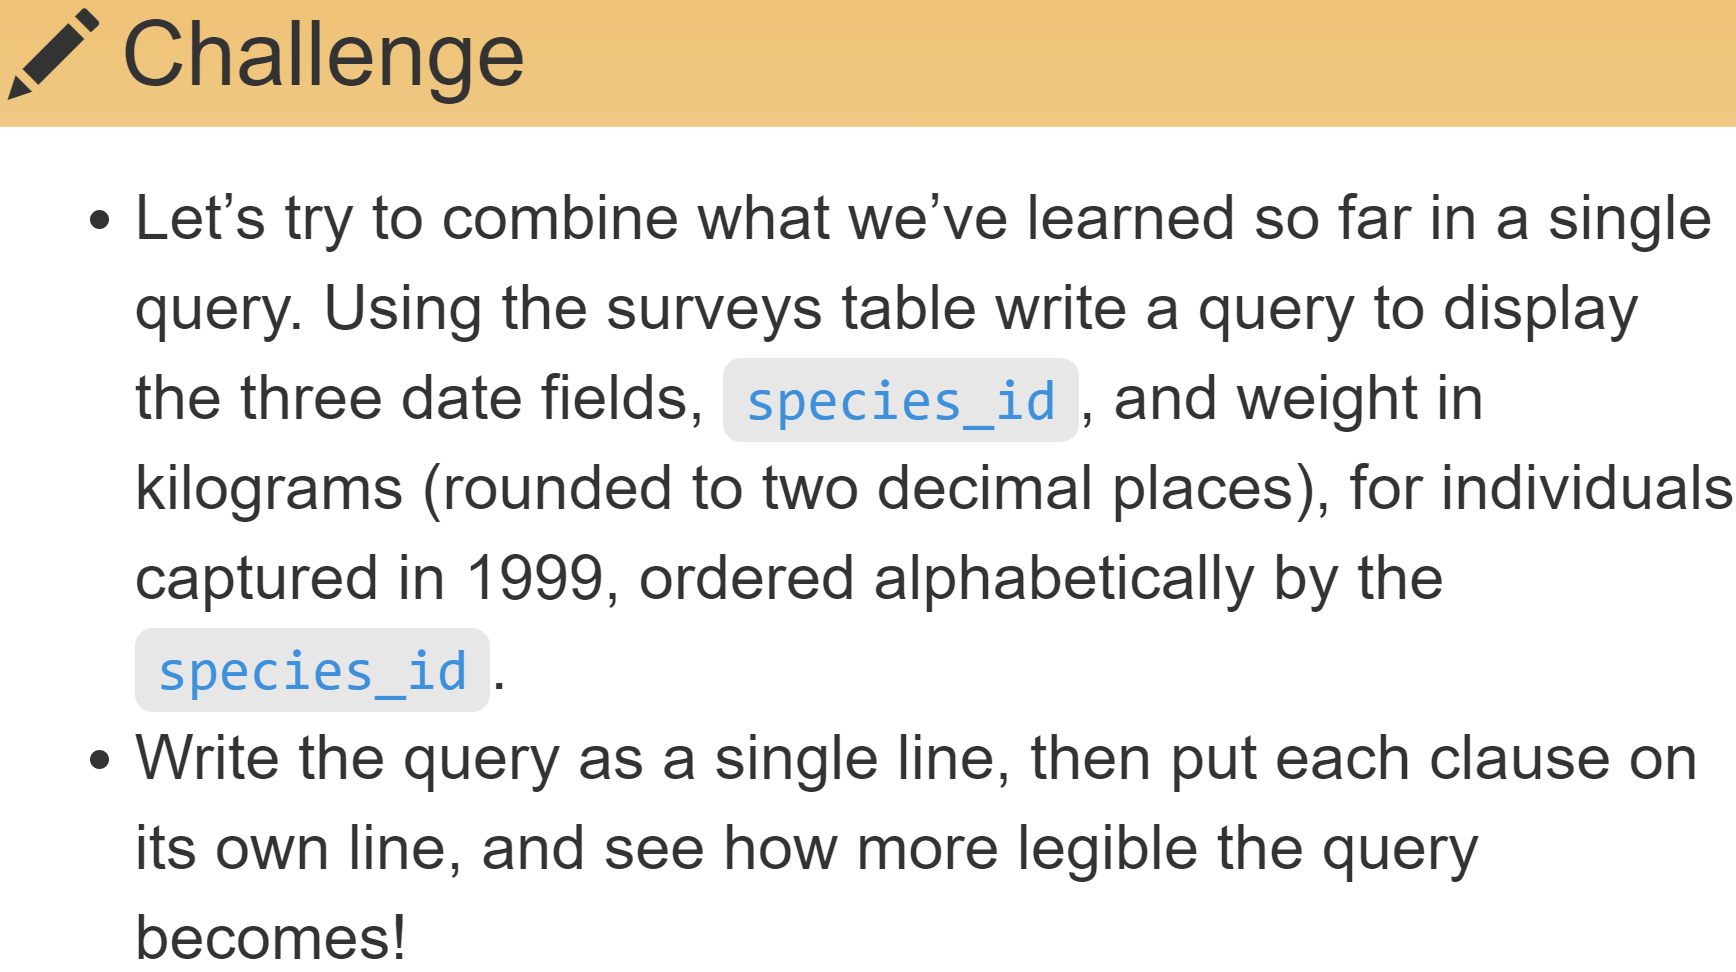 Challenge
• Let’s try to combine what we’ve learned so far in a single
query. Using the surveys table write a query to display
the three date fields, species_id, and weight in
kilograms (rounded to two decimal places), for individuals
captured in 1999, ordered alphabetically by the
species_id.
• Write the query as a single line, then put each clause on
its own line, and see how more legible the query
becomes!